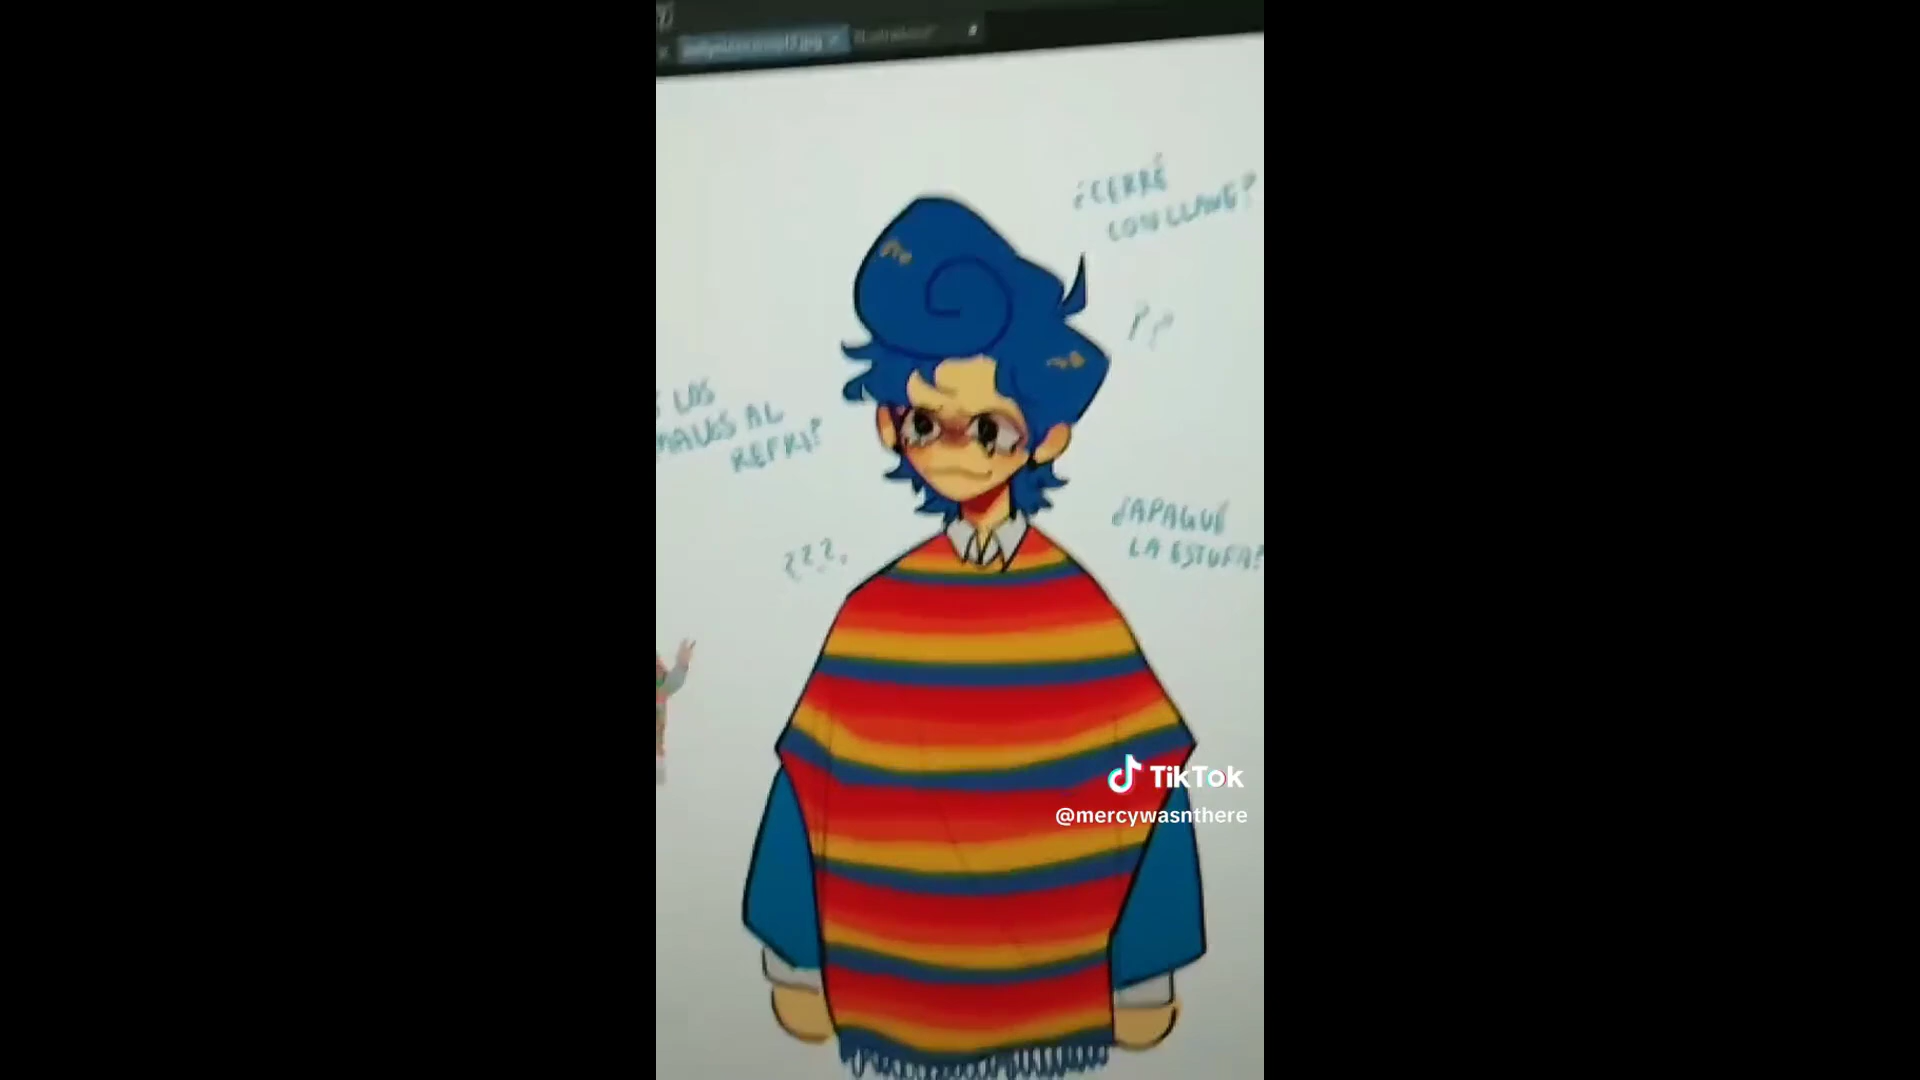 ¿CERRÉ
CON LLAVE?
??
LOS
AL
REFRI?
¿APAGUÉ
LA ESTUFA?
???
TikTok
@mercywasnthere